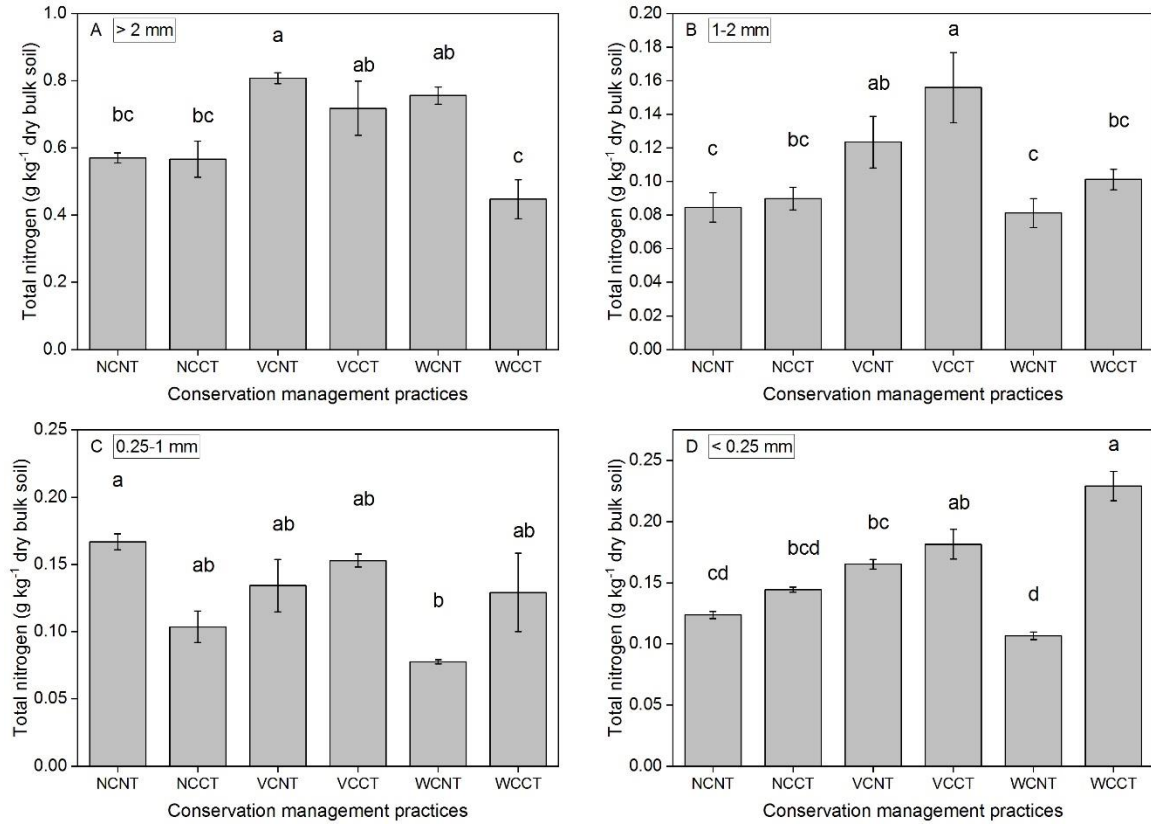 A > 2 mm
Total nitrogen (g kg⁻¹ dry bulk soil)
1.0
0.8
0.6
0.4
0.2
0.0
bc
bc
a
ab
ab
c
NCNT NCCT VCNT VCCT WCNT WCCT
Conservation management practices
B 1-2 mm
Total nitrogen (g kg⁻¹ dry bulk soil)
0.20
0.18
0.16
0.14
0.12
0.10
0.08
0.06
0.04
0.02
0.00
c
bc
ab
a
c
bc
NCNT NCCT VCNT VCCT WCNT WCCT
Conservation management practices
C 0.25-1 mm
Total nitrogen (g kg⁻¹ dry bulk soil)
0.25
0.20
0.15
0.10
0.05
0.00
a
ab
ab
ab
b
ab
NCNT NCCT VCNT VCCT WCNT WCCT
Conservation management practices
D < 0.25 mm
Total nitrogen (g kg⁻¹ dry bulk soil)
0.25
0.20
0.15
0.10
0.05
0.00
cd
bcd
bc
ab
d
a
NCNT NCCT VCNT VCCT WCNT WCCT
Conservation management practices